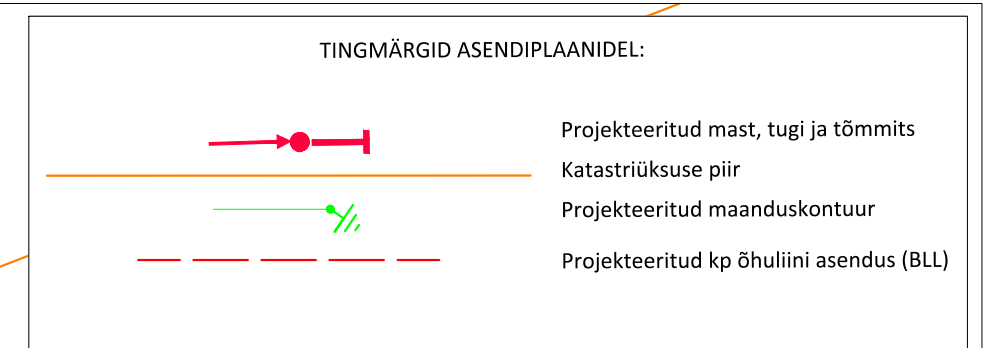 TINGMÄRGID ASENDIPLAANIDEL:
Projekteeritud mast, tugi ja tõmmits
Katastriüksuse piir
Projekteeritud maanduskontuur
Projekteeritud kp õhuliini asendus (BLL)